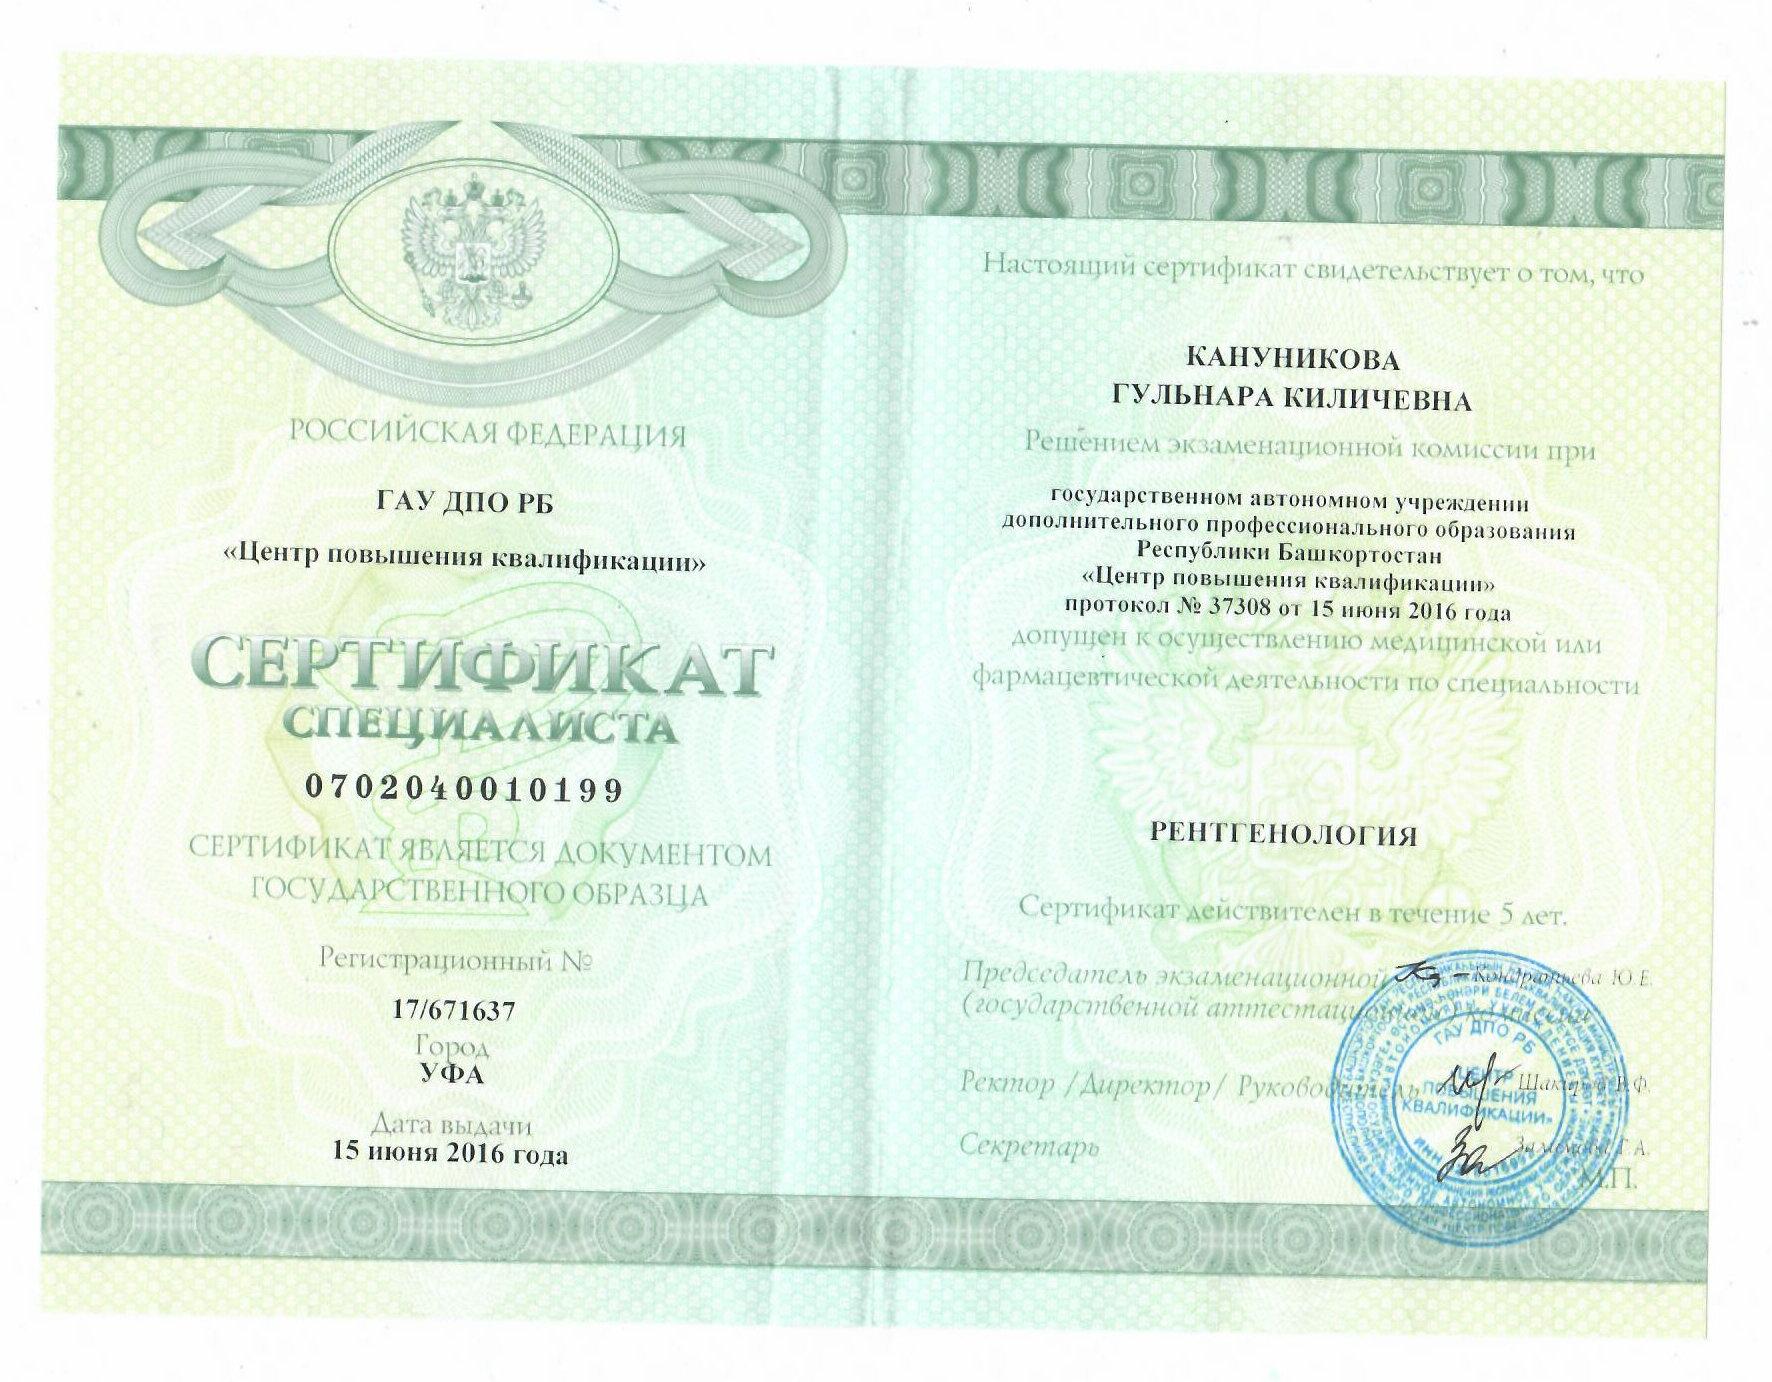 РОССИЙСКАЯ ФЕДЕРАЦИЯ
ГАУ ДПО РБ
«Центр повышения квалификации»
СЕРТИФИКАТ
СПЕЦИАЛИСТА
0702040010199
СЕРТИФИКАТ ЯВЛЯЕТСЯ ДОКУМЕНТОМ
ГОСУДАРСТВЕННОГО ОБРАЗЦА
Регистрационный №
17/671637
Город
УФА
Дата выдачи
15 июня 2016 года
Настоящий сертификат свидетельствует о том, что
КАНУНИКОВА
ГУЛЬНАРА КИЛИЧЕВНА
Решением экзаменационной комиссии при
государственном автономном учреждении
дополнительного профессионального образования
Республики Башкортостан
«Центр повышения квалификации»
протокол № 37308 от 15 июня 2016 года
допущен к осуществлению медицинской или
фармацевтической деятельности по специальности
РЕНТГЕНОЛОГИЯ
Сертификат действителен в течение 5 лет.
Председатель экзаменационной Кондратьева Ю.Е.
(государственной аттестационной) комиссии
Ректор /Директор/ Руководитель
Секретарь
М.П.
ГАУ ДПО РБ
«ЦЕНТР
ПОВЫШЕНИЯ
КВАЛИФИКАЦИИ»